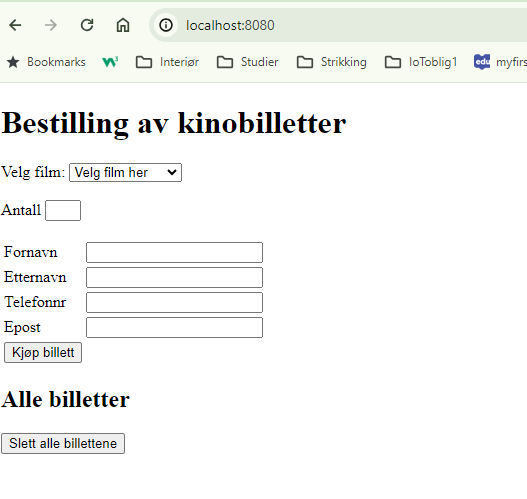 localhost:8080
Bookmarks Interiør Studier Strikking IoToblig1 edu myfirs
Bestilling av kinobilletter
Velg film: Velg film her
Antall
Fornavn
Etternavn
Telefonnr
Epost
Kjøp billett
Alle billetter
Slett alle billettene